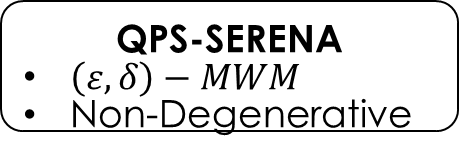 QPS-SERENA
• (ε, δ) − MWM
• Non-Degenerative